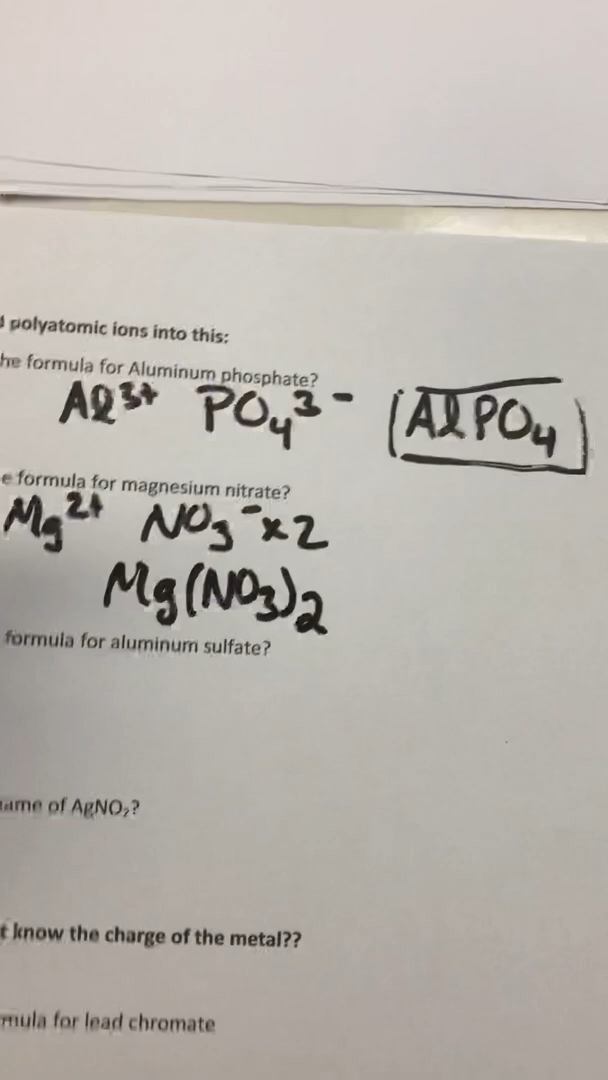 polyatomic ions into this:
he formula for Aluminum phosphate?
Al³⁺ PO₄³⁻ AlPO₄
e formula for magnesium nitrate?
Mg²⁺ NO₃⁻ x2
Mg(NO₃)₂
formula for aluminum sulfate?
ame of AgNO₂?
t know the charge of the metal??
mula for lead chromate